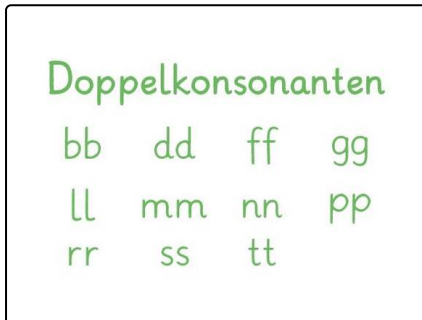 Doppelkonsonanten
bb dd ff gg
ll mm nn pp
rr ss tt